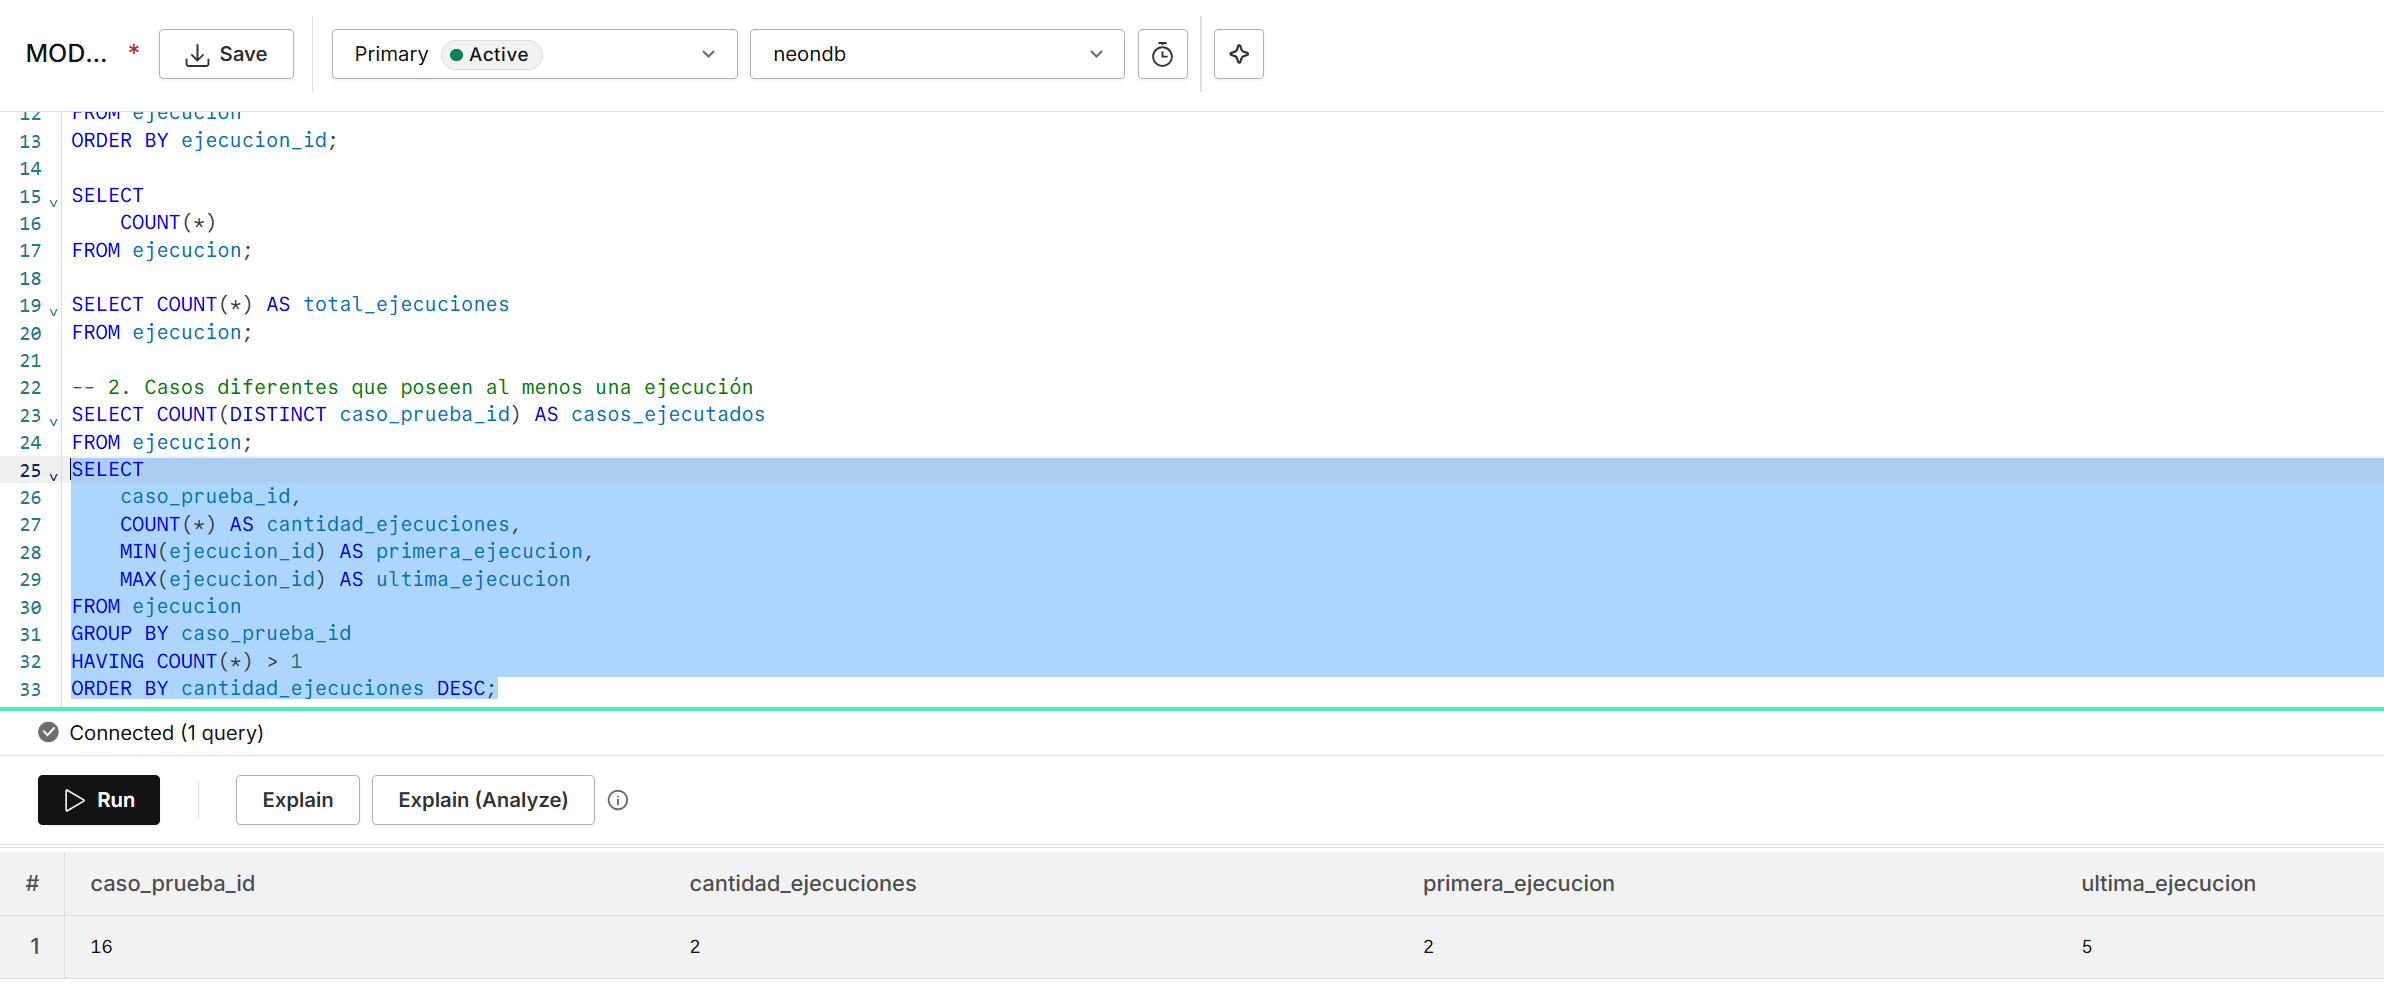 MOD... * Save Primary Active neondb
12 FROM ejecucion
13 ORDER BY ejecucion_id;
14
15 SELECT
16 COUNT(*)
17 FROM ejecucion;
18
19 SELECT COUNT(*) AS total_ejecuciones
20 FROM ejecucion;
21
22 -- 2. Casos diferentes que poseen al menos una ejecución
23 SELECT COUNT(DISTINCT caso_prueba_id) AS casos_ejecutados
24 FROM ejecucion;
25 SELECT
26 caso_prueba_id,
27 COUNT(*) AS cantidad_ejecuciones,
28 MIN(ejecucion_id) AS primera_ejecucion,
29 MAX(ejecucion_id) AS ultima_ejecucion
30 FROM ejecucion
31 GROUP BY caso_prueba_id
32 HAVING COUNT(*) > 1
33 ORDER BY cantidad_ejecuciones DESC;
Connected (1 query)
Run Explain Explain (Analyze)
# caso_prueba_id cantidad_ejecuciones primera_ejecucion ultima_ejecucion
1 16 2 2 5